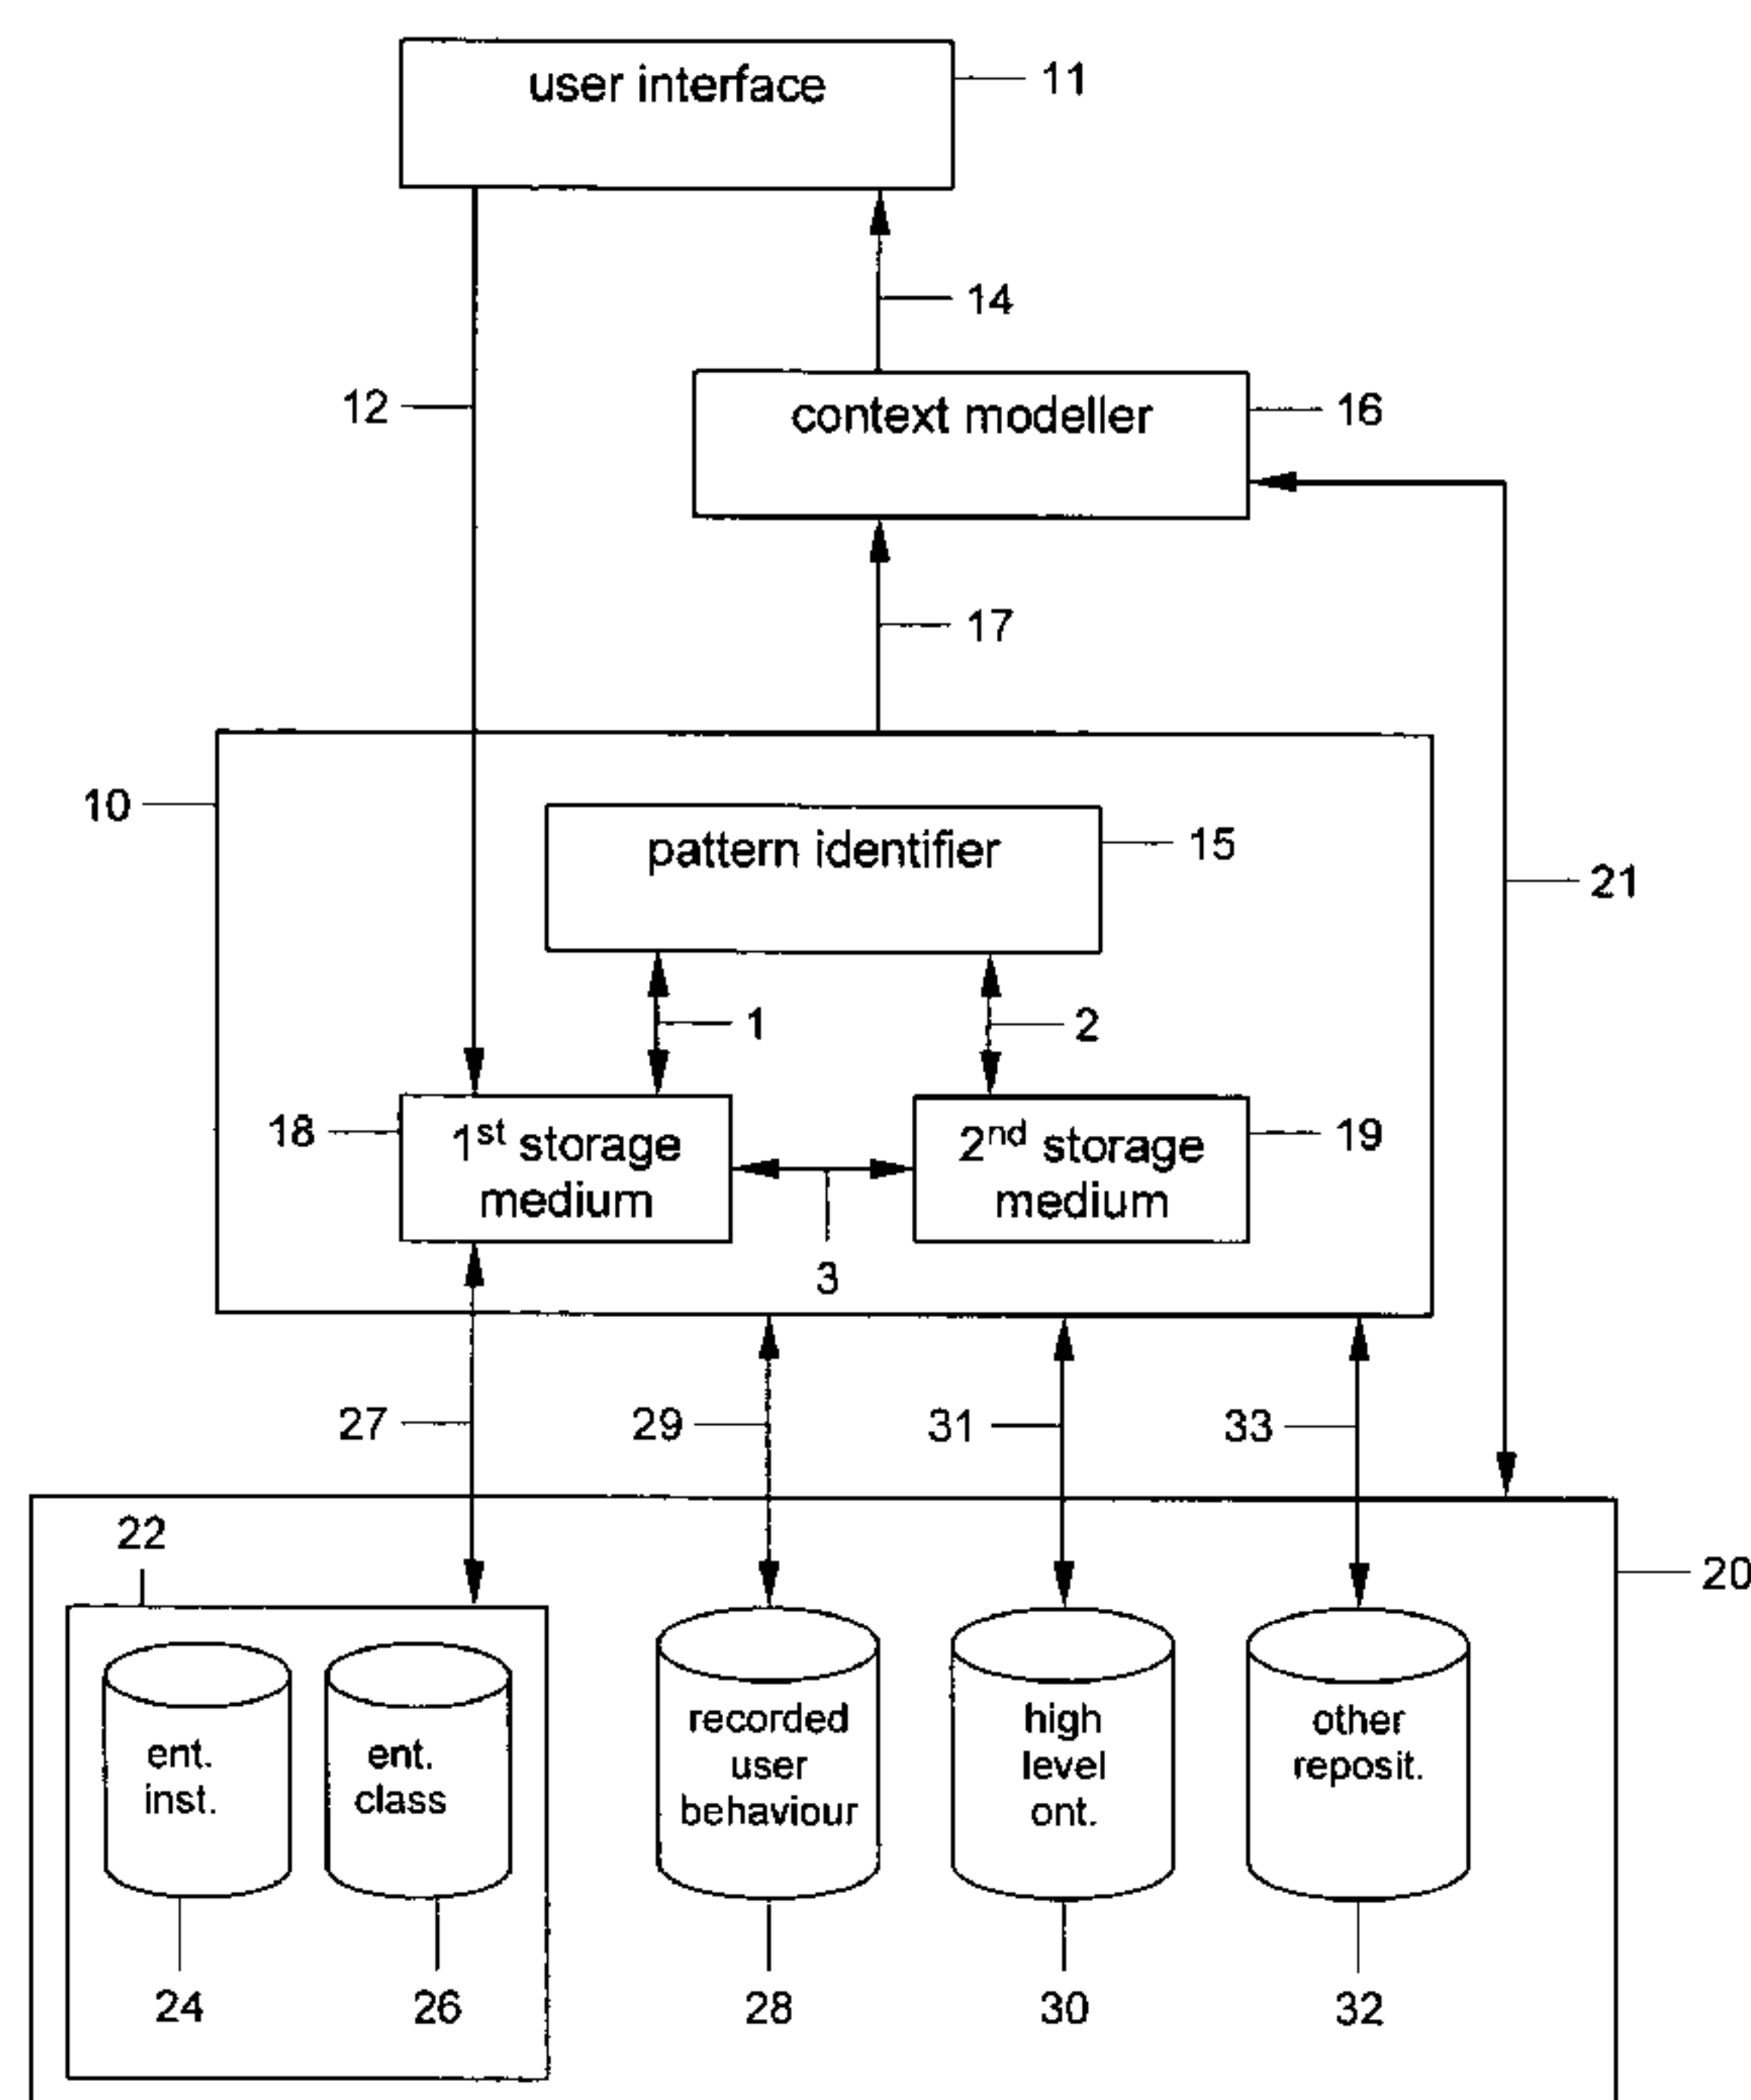 user interface
11
14
12
context modeller
16
17
10
pattern identifier
15
21
1
2
18
1st storage
medium
2nd storage
medium
19
3
27
29
31
33
22
20
ent.
inst.
ent.
class
recorded
user
behaviour
high
level
ont.
other
reposit.
24
26
28
30
32